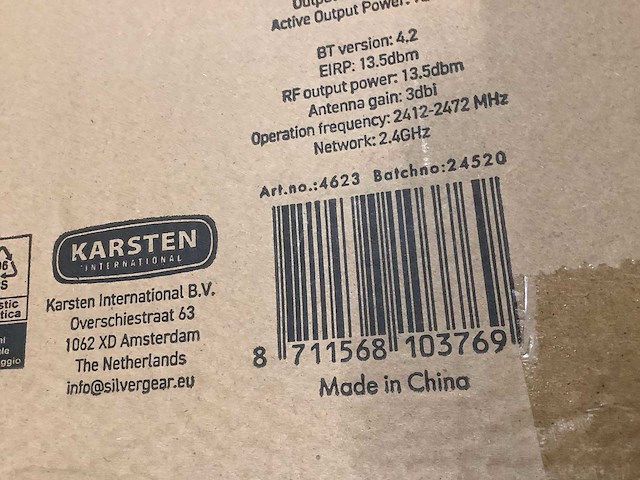 Active Output Power:
BT version: 4.2
EIRP: 13.5dbm
RF output power: 13.5dbm
Antenna gain: 3dbi
Operation frequency: 2412-2472 MHz
Network: 2.4GHz
Art.no.:4623 Batchno:24520
8 711568 103769
Made in China
KARSTEN
INTERNATIONAL
Karsten International B.V.
Overschiestraat 63
1062 XD Amsterdam
The Netherlands
info@silvergear.eu